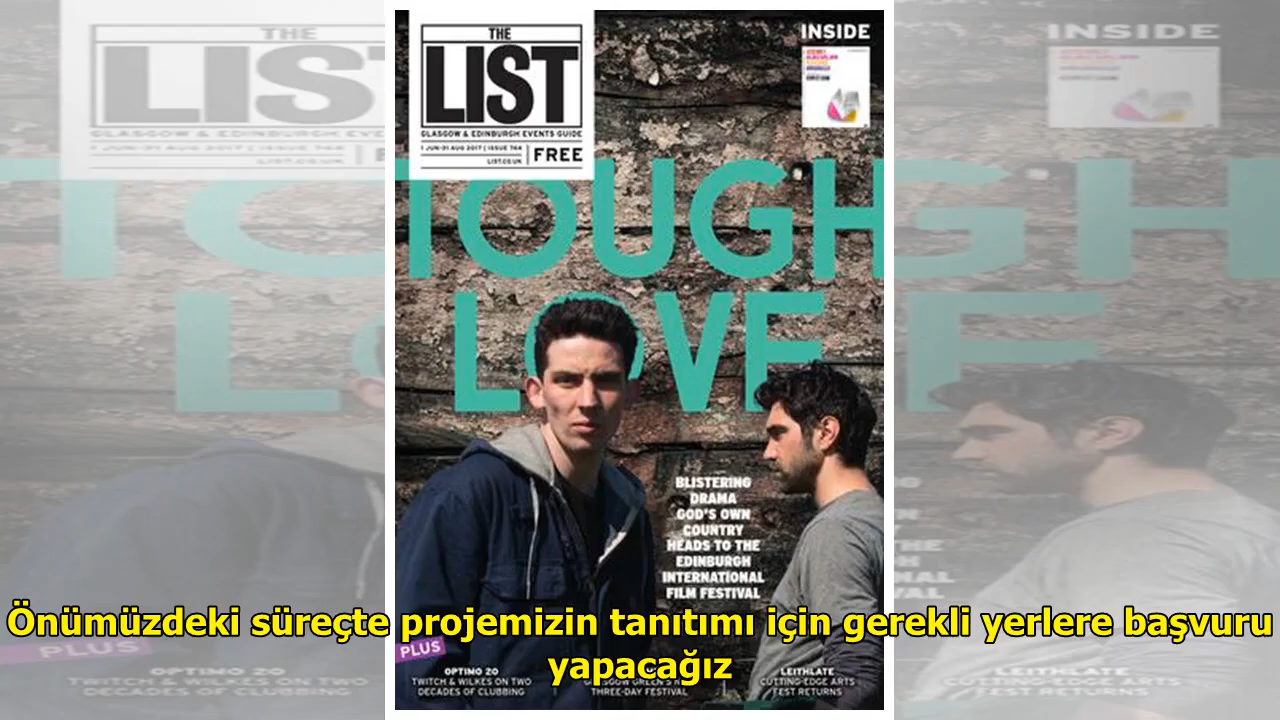 THE
LIST
GLASGOW & EDINBURGH EVENTS GUIDE
1 JUN–31 AUG 2017 | ISSUE 744
LIST.CO.UK
FREE
INSIDE
TOUGH
LOVE
BLISTERING
DRAMA
GOD'S OWN
COUNTRY
HEADS TO THE
EDINBURGH
INTERNATIONAL
FILM FESTIVAL
Önümüzdeki süreçte projemizin tanıtımı için gerekli yerlere başvuru
yapacağız
PLUS
OPTIMO 20
TWITCH & WILKES ON TWO
DECADES OF CLUBBING
GLASGOW GREEN'S
THREE-DAY FESTIVAL
LEITHLATE
CUTTING-EDGE ARTS
FEST RETURNS